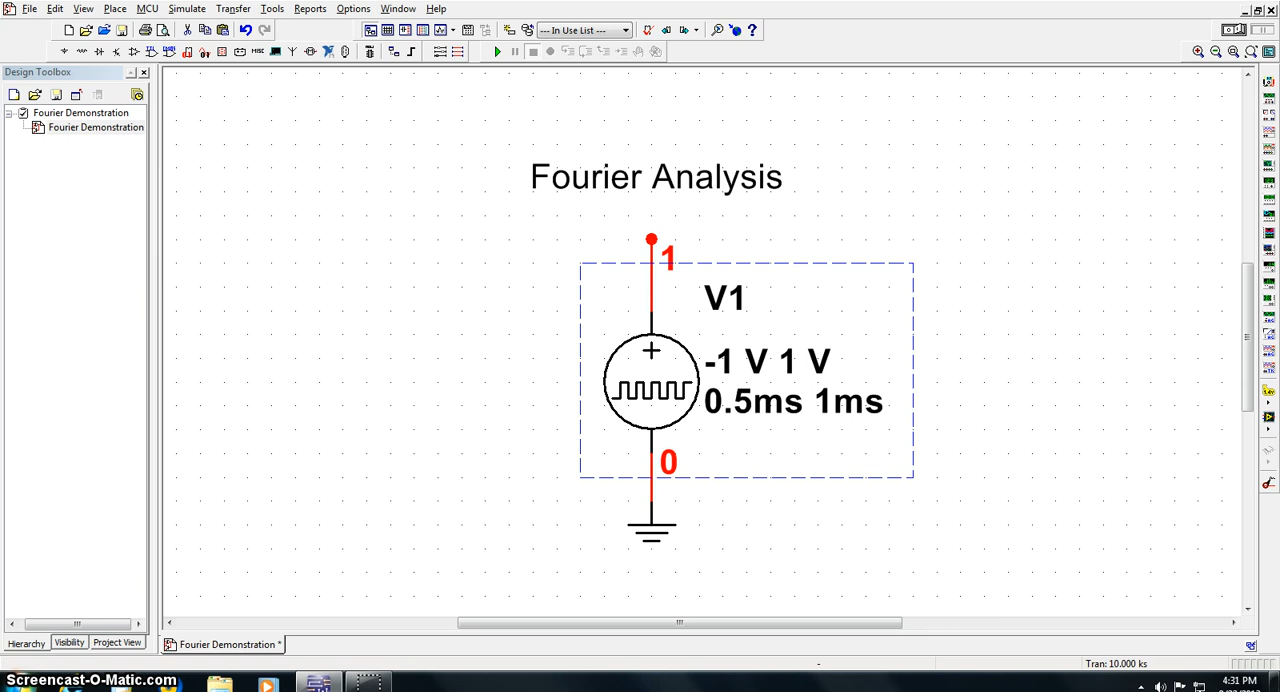 File Edit View Place MCU Simulate Transfer Tools Reports Options Window Help
--- In Use List ---
MISC
Design Toolbox
Fourier Demonstration
Fourier Demonstration
Fourier Analysis
1
V1
+
-1 V 1 V
0.5ms 1ms
0
Hierarchy Visibility Project View
Fourier Demonstration *
- Tran: 10.000 ks
Screencast-O-Matic.com
4:31 PM